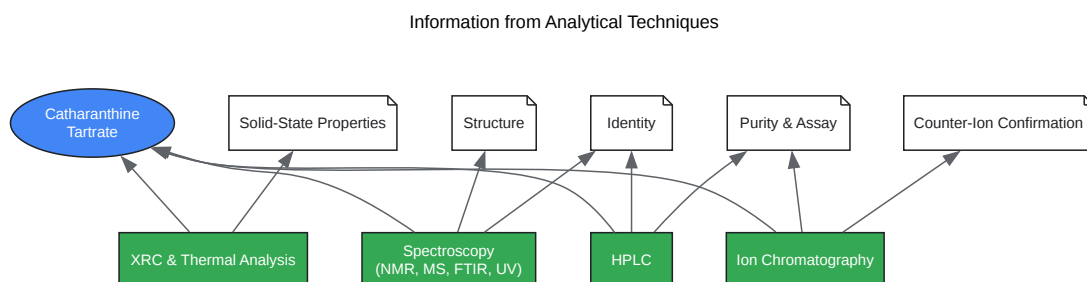 Information from Analytical Techniques
Catharanthine
Tartrate
Solid-State Properties
Structure
Identity
Purity & Assay
Counter-Ion Confirmation
XRC & Thermal Analysis
Spectroscopy
(NMR, MS, FTIR, UV)
HPLC
Ion Chromatography